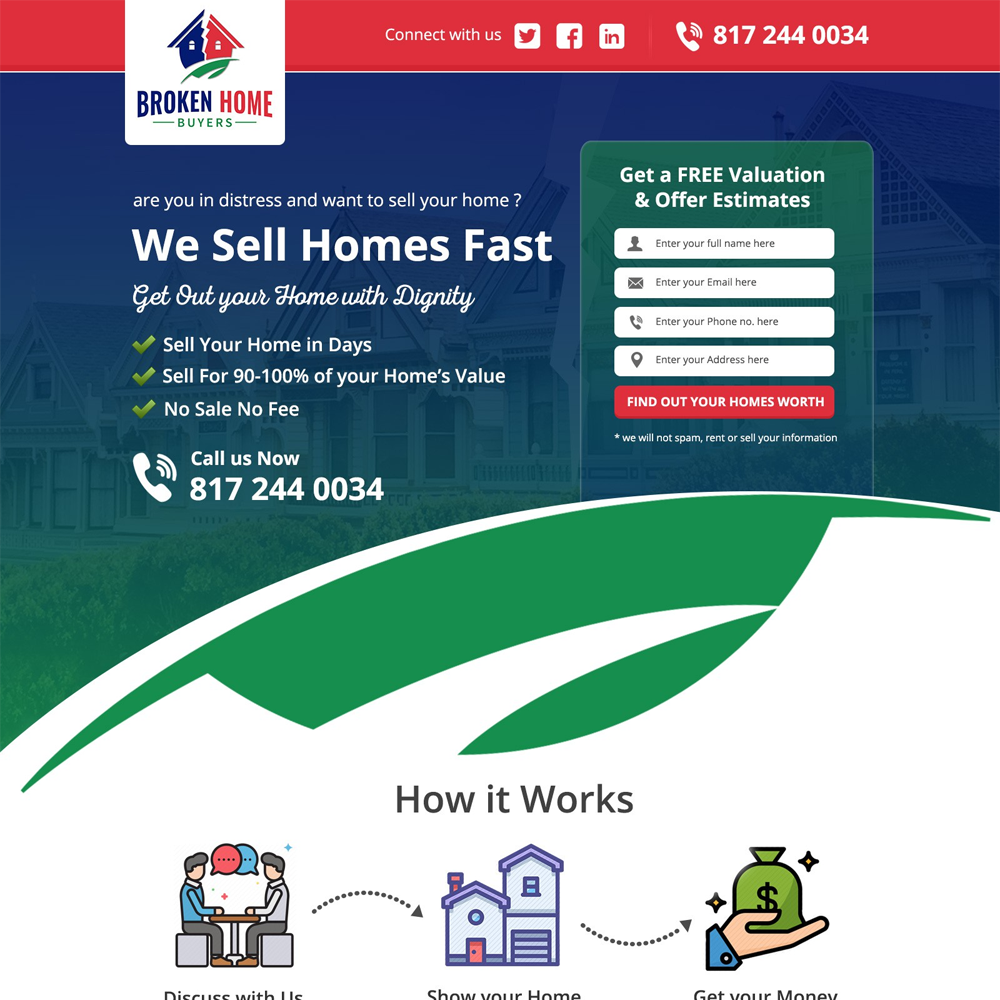 Connect with us
817 244 0034
BROKEN HOME
BUYERS
are you in distress and want to sell your home ?
We Sell Homes Fast
Get Out your Home with Dignity
Sell Your Home in Days
Sell For 90-100% of your Home's Value
No Sale No Fee
Call us Now
817 244 0034
Get a FREE Valuation
& Offer Estimates
Enter your full name here
Enter your Email here
Enter your Phone no. here
Enter your Address here
FIND OUT YOUR HOMES WORTH
* we will not spam, rent or sell your information
How it Works
Discuss with Us
Show your Home
Get your Money